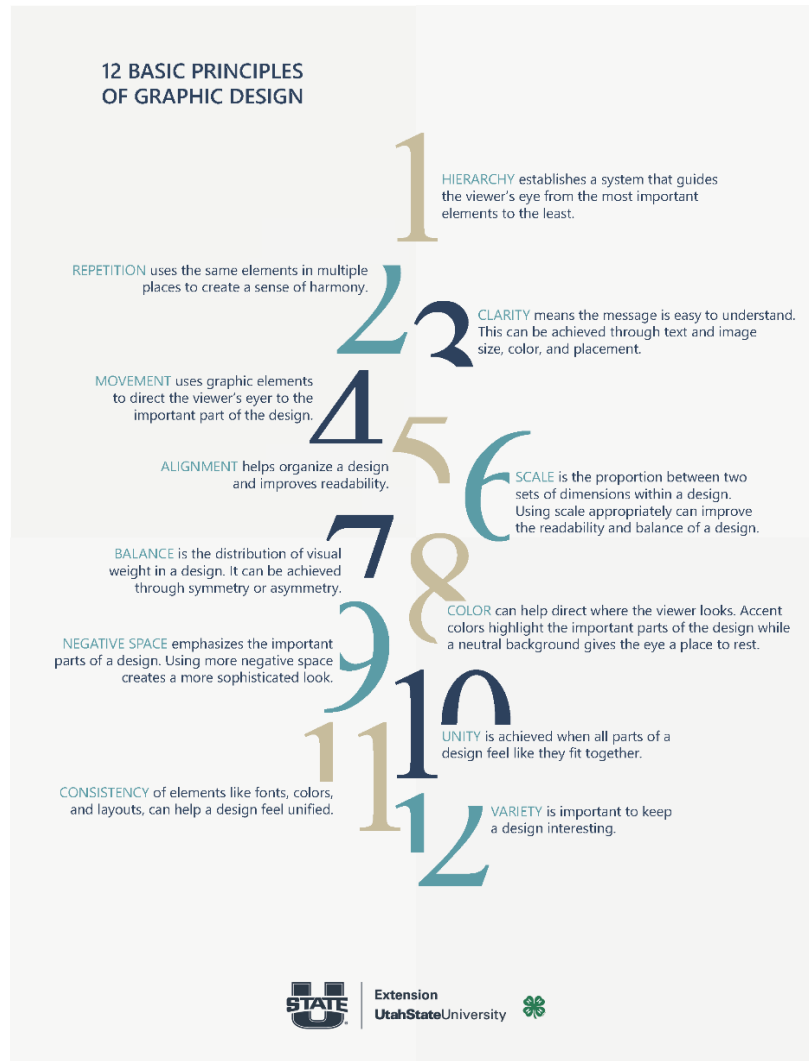 12 BASIC PRINCIPLES
OF GRAPHIC DESIGN
1
HIERARCHY establishes a system that guides
the viewer's eye from the most important
elements to the least.
2
REPETITION uses the same elements in multiple
places to create a sense of harmony.
3
CLARITY means the message is easy to understand.
This can be achieved through text and image
size, color, and placement.
4
MOVEMENT uses graphic elements
to direct the viewer's eyer to the
important part of the design.
5
ALIGNMENT helps organize a design
and improves readability.
6
SCALE is the proportion between two
sets of dimensions within a design.
Using scale appropriately can improve
the readability and balance of a design.
7
BALANCE is the distribution of visual
weight in a design. It can be achieved
through symmetry or asymmetry.
8
COLOR can help direct where the viewer looks. Accent
colors highlight the important parts of the design while
a neutral background gives the eye a place to rest.
9
NEGATIVE SPACE emphasizes the important
parts of a design. Using more negative space
creates a more sophisticated look.
10
UNITY is achieved when all parts of a
design feel like they fit together.
11
CONSISTENCY of elements like fonts, colors,
and layouts, can help a design feel unified.
12
VARIETY is important to keep
a design interesting.
U STATE
Extension
UtahStateUniversity